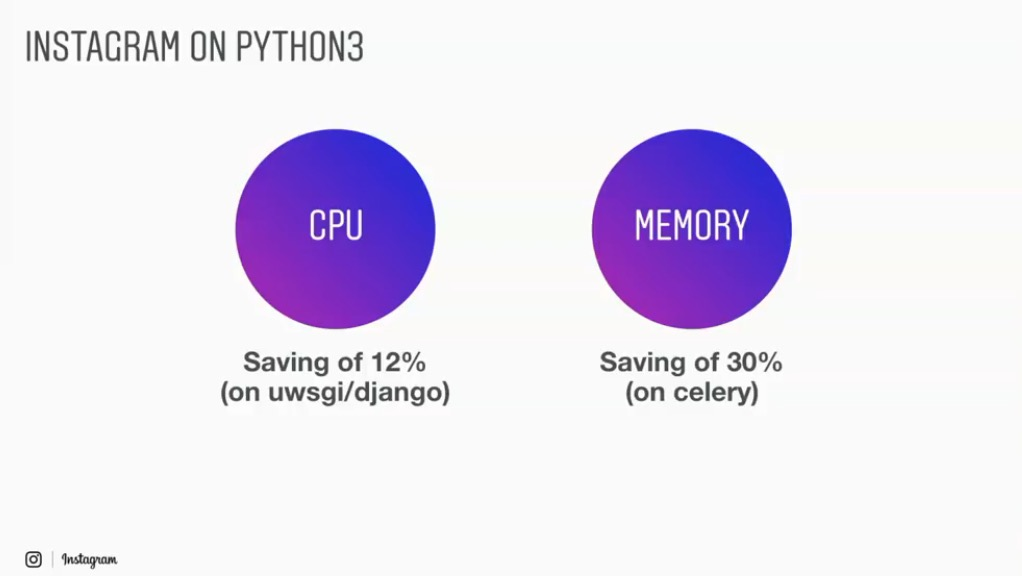 INSTAGRAM ON PYTHON3
CPU
Saving of 12%
(on uwsgi/django)
MEMORY
Saving of 30%
(on celery)
Instagram